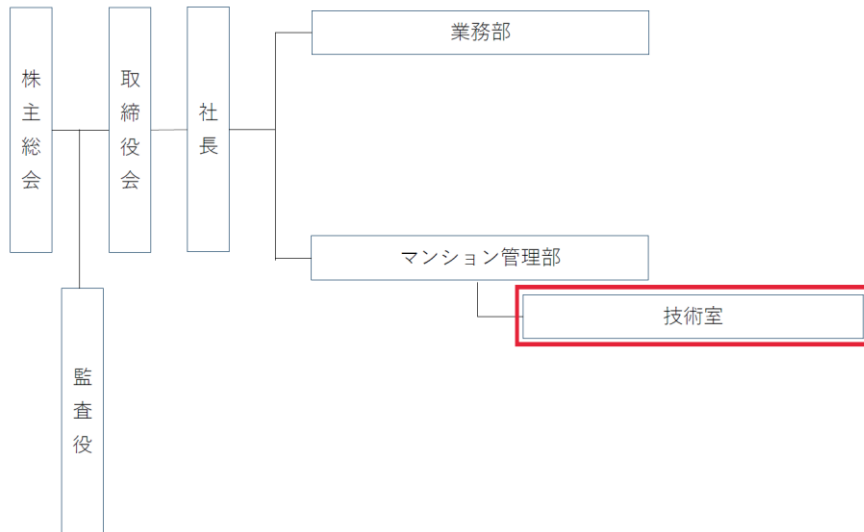 株主総会
取締役会
社長
業務部
マンション管理部
技術室
監査役